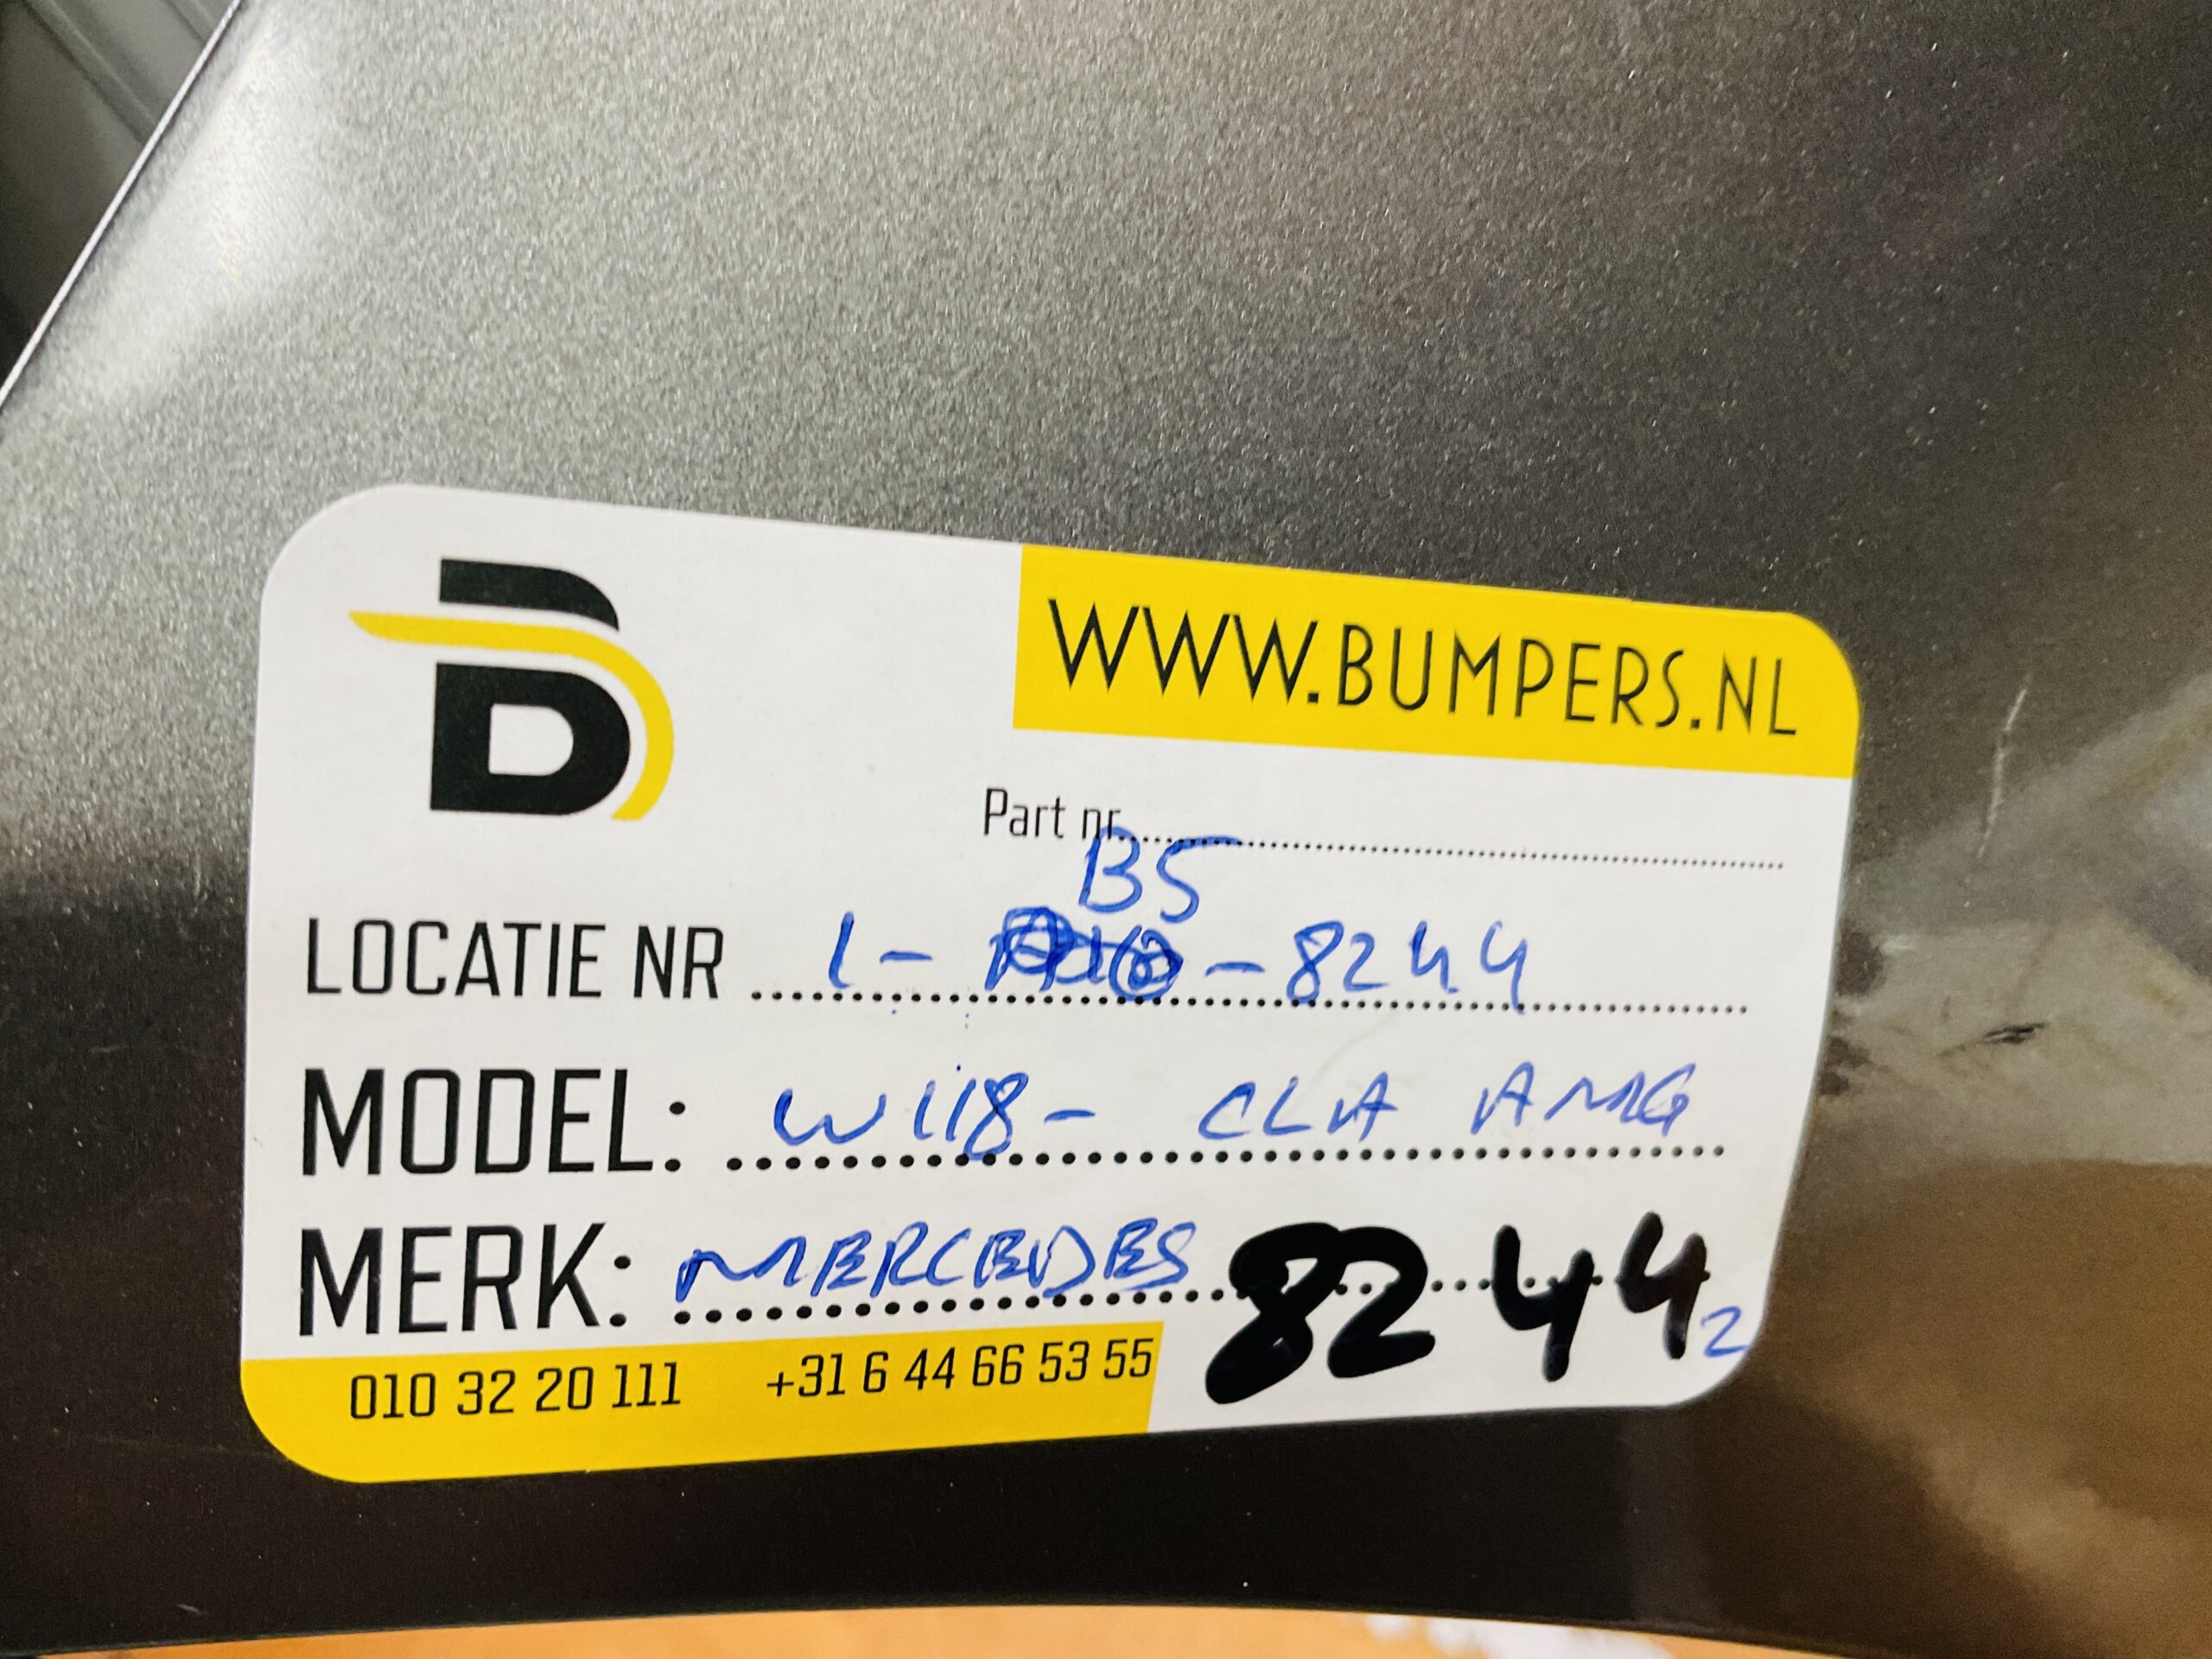 B
WWW.BUMPERS.NL
Part nr.
B5
LOCATIE NR 1- -8244
MODEL: W118- CLA AMG
MERK: MERCEDES 8244 2
010 32 20 111 +31 6 44 66 53 55